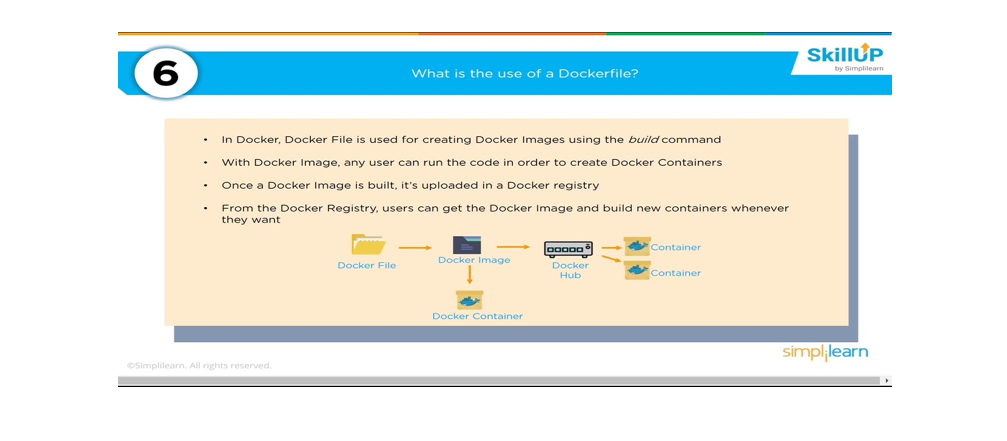 6
What is the use of a Dockerfile?
SkillUP
by Simplilearn
• In Docker, Docker File is used for creating Docker Images using the build command
• With Docker Image, any user can run the code in order to create Docker Containers
• Once a Docker Image is built, it’s uploaded in a Docker registry
• From the Docker Registry, users can get the Docker Image and build new containers whenever
they want
Docker File
Docker Image
Docker
Hub
Container
Container
Docker Container
simplilearn
©Simplilearn. All rights reserved.